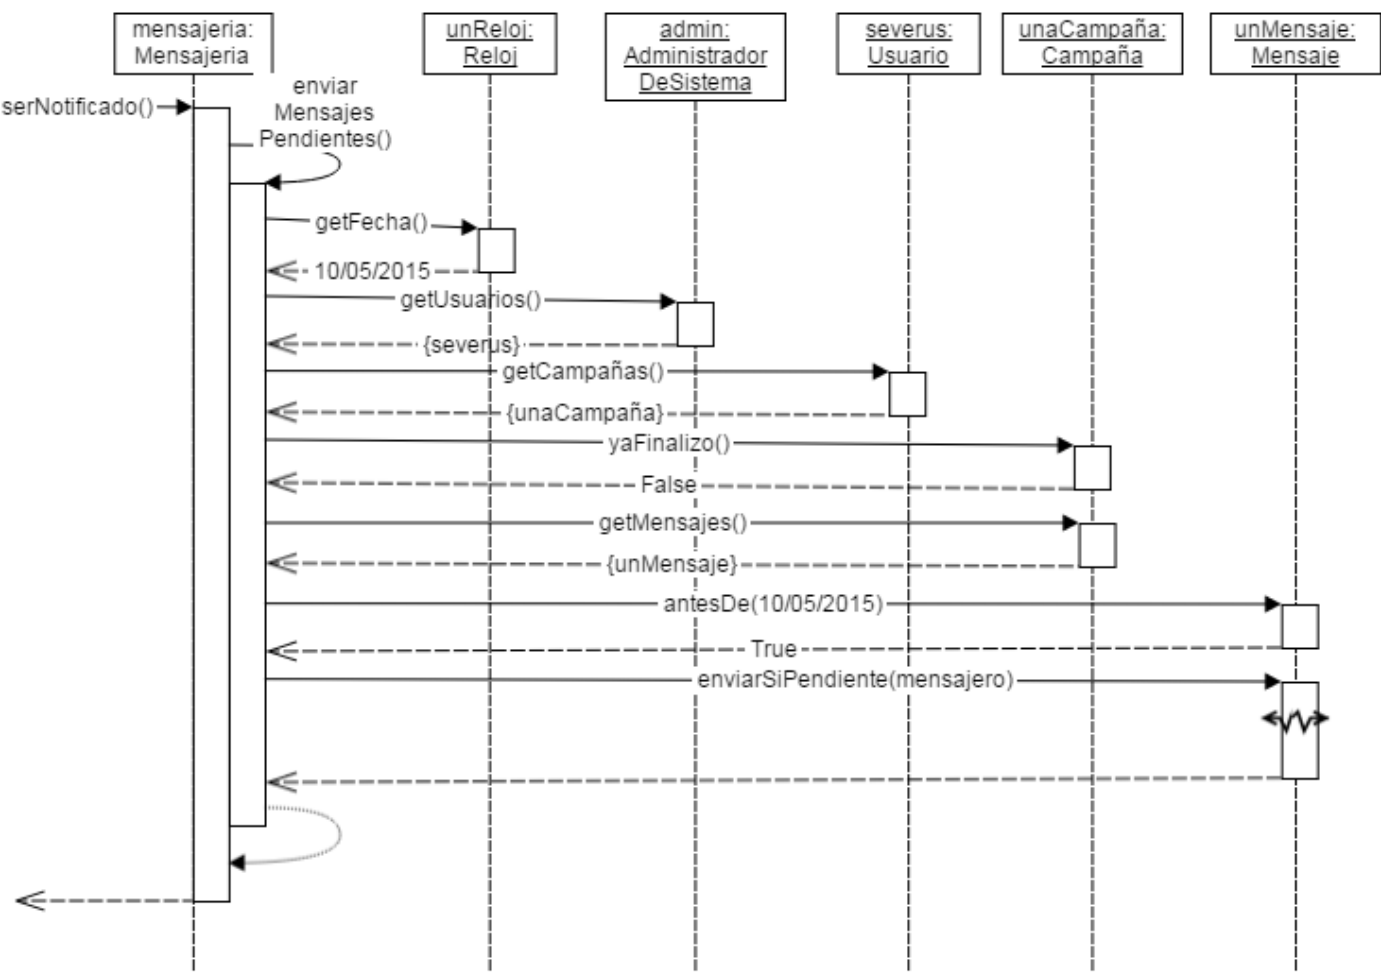 mensajeria:
Mensajeria
unReloj:
Reloj
admin:
Administrador
DeSistema
severus:
Usuario
unaCampaña:
Campaña
unMensaje:
Mensaje
serNotificado()
enviar
Mensajes
Pendientes()
getFecha()
10/05/2015
getUsuarios()
{severus}
getCampañas()
{unaCampaña}
yaFinalizo()
False
getMensajes()
{unMensaje}
antesDe(10/05/2015)
True
enviarSiPendiente(mensajero)